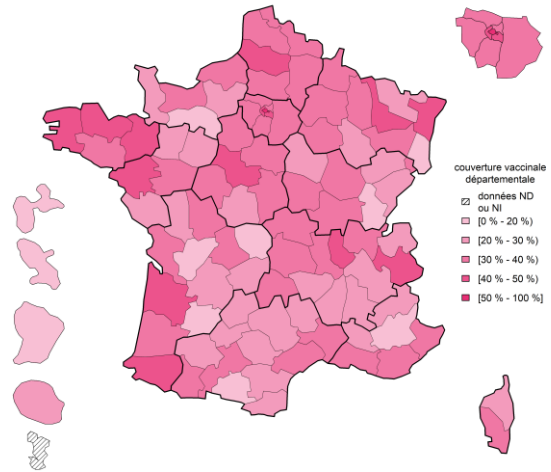 couverture vaccinale
départementale
données ND
ou NI
[0 % - 20 %)
[20 % - 30 %)
[30 % - 40 %)
[40 % - 50 %)
[50 % - 100 %]